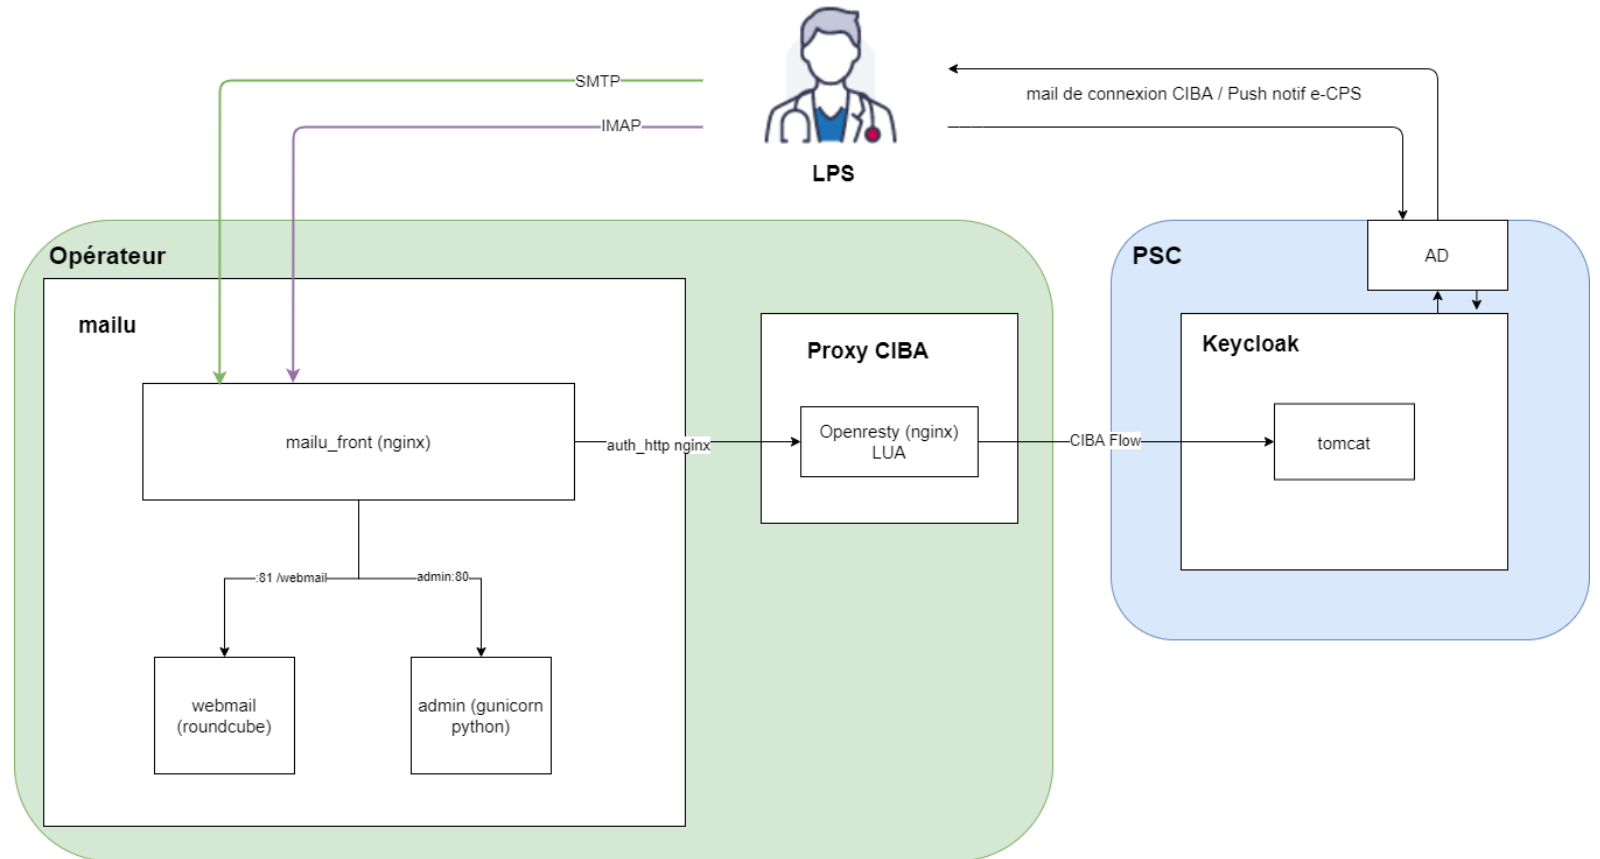 SMTP
IMAP
mail de connexion CIBA / Push notif e-CPS
LPS
Opérateur
mailu
mailu_front (nginx)
auth_http nginx
:81 /webmail
admin:80
webmail
(roundcube)
admin (gunicorn
python)
Proxy CIBA
Openresty (nginx)
LUA
CIBA Flow
PSC
AD
Keycloak
tomcat